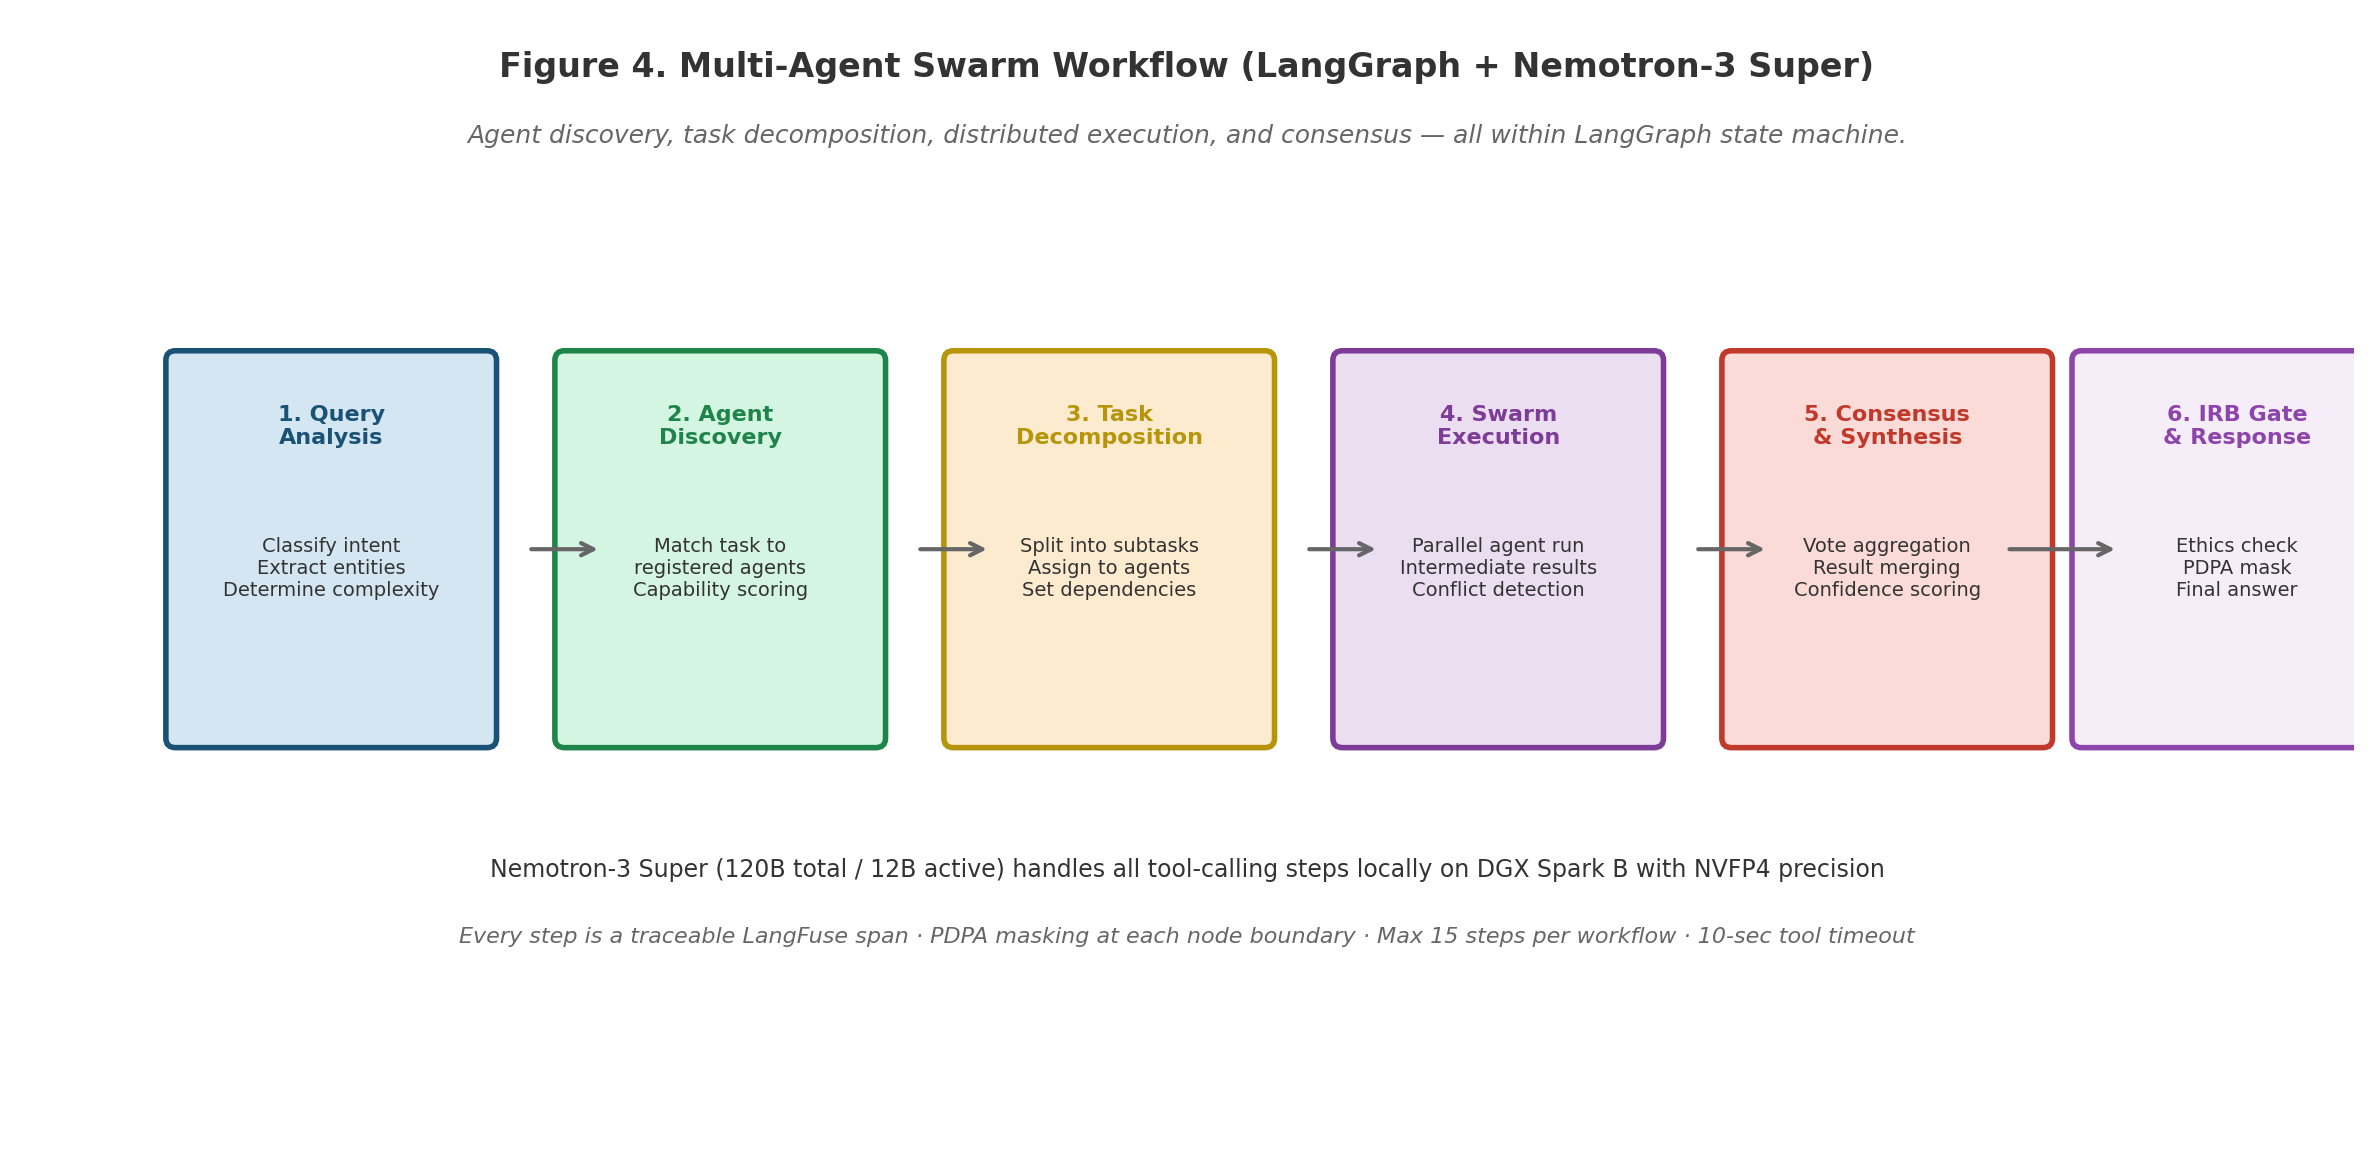 Figure 4. Multi-Agent Swarm Workflow (LangGraph + Nemotron-3 Super)
Agent discovery, task decomposition, distributed execution, and consensus — all within LangGraph state machine.
1. Query
Analysis
Classify intent
Extract entities
Determine complexity
2. Agent
Discovery
Match task to
registered agents
Capability scoring
3. Task
Decomposition
Split into subtasks
Assign to agents
Set dependencies
4. Swarm
Execution
Parallel agent run
Intermediate results
Conflict detection
5. Consensus
& Synthesis
Vote aggregation
Result merging
Confidence scoring
6. IRB Gate
& Response
Ethics check
PDPA mask
Final answer
Nemotron-3 Super (120B total / 12B active) handles all tool-calling steps locally on DGX Spark B with NVFP4 precision
Every step is a traceable LangFuse span · PDPA masking at each node boundary · Max 15 steps per workflow · 10-sec tool timeout